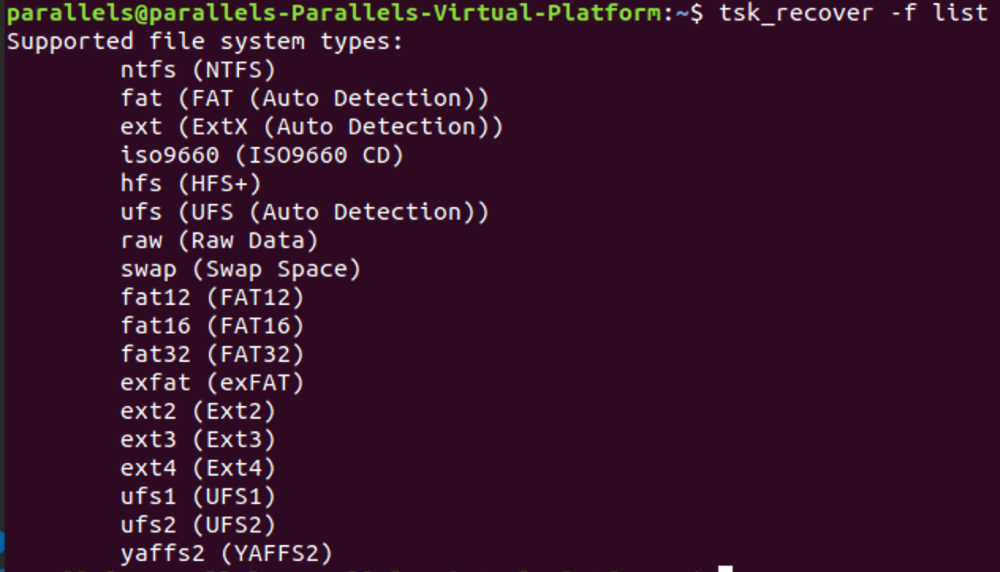 parallels@parallels-Parallels-Virtual-Platform:~$ tsk_recover -f list
Supported file system types:
ntfs (NTFS)
fat (FAT (Auto Detection))
ext (ExtX (Auto Detection))
iso9660 (ISO9660 CD)
hfs (HFS+)
ufs (UFS (Auto Detection))
raw (Raw Data)
swap (Swap Space)
fat12 (FAT12)
fat16 (FAT16)
fat32 (FAT32)
exfat (exFAT)
ext2 (Ext2)
ext3 (Ext3)
ext4 (Ext4)
ufs1 (UFS1)
ufs2 (UFS2)
yaffs2 (YAFFS2)